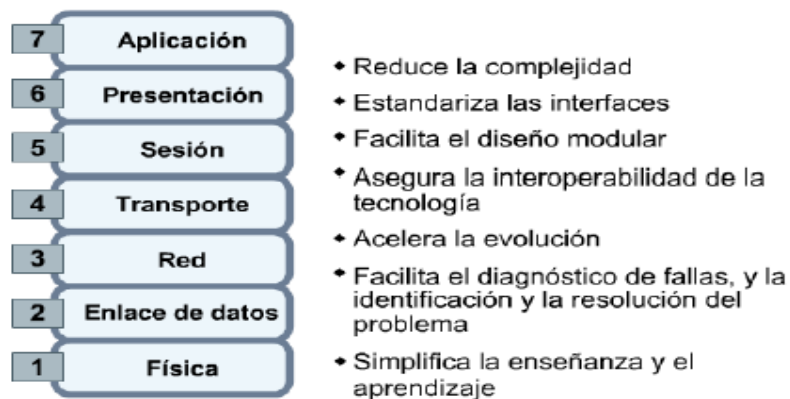 7 Aplicación
6 Presentación
5 Sesión
4 Transporte
3 Red
2 Enlace de datos
1 Física
Reduce la complejidad
Estandariza las interfaces
Facilita el diseño modular
Asegura la interoperabilidad de la
tecnología
Acelera la evolución
Facilita el diagnóstico de fallas, y la
identificación y la resolución del
problema
Simplifica la enseñanza y el
aprendizaje